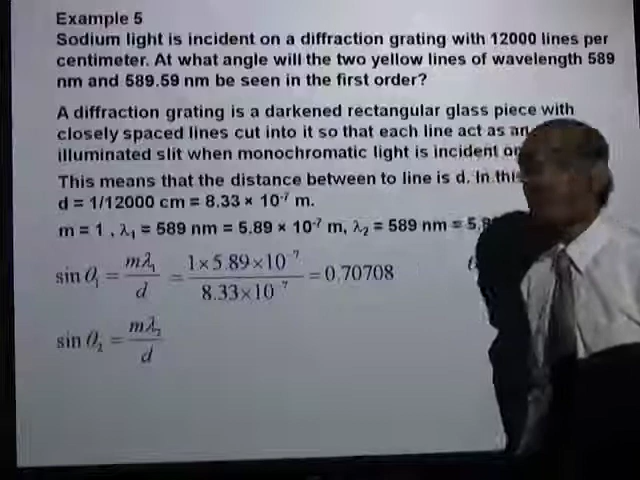 Example 5
Sodium light is incident on a diffraction grating with 12000 lines per
centimeter. At what angle will the two yellow lines of wavelength 589
nm and 589.59 nm be seen in the first order?
A diffraction grating is a darkened rectangular glass piece with
closely spaced lines cut into it so that each line act as an
illuminated slit when monochromatic light is incident on
This means that the distance between to line is d. In this
d = 1/12000 cm = 8.33 × 10⁻⁷ m.
m = 1 , λ₁ = 589 nm = 5.89 × 10⁻⁷ m, λ₂ = 589 nm = 5.8
sin θ₁ = mλ₁/d = 1×5.89×10⁻⁷/8.33×10⁻⁷ = 0.70708
sin θ₂ = mλ₂/d